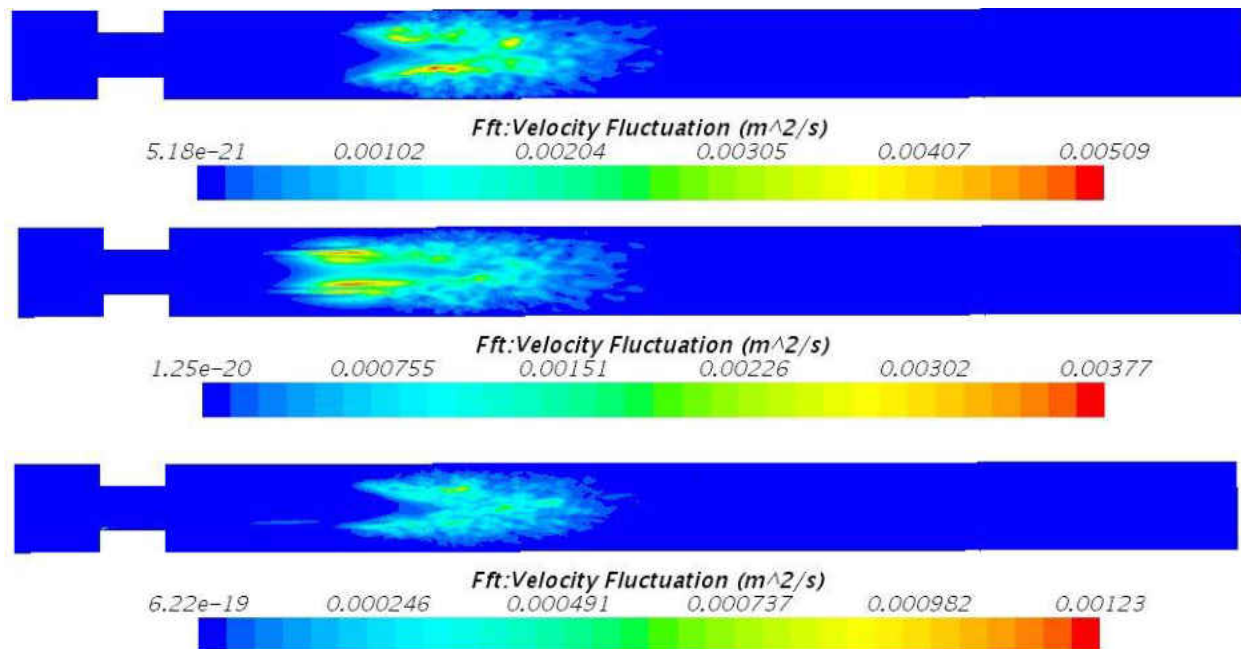 Fft:Velocity Fluctuation (m^2/s)
5.18e-21 0.00102 0.00204 0.00305 0.00407 0.00509
Fft:Velocity Fluctuation (m^2/s)
1.25e-20 0.000755 0.00151 0.00226 0.00302 0.00377
Fft:Velocity Fluctuation (m^2/s)
6.22e-19 0.000246 0.000491 0.000737 0.000982 0.00123